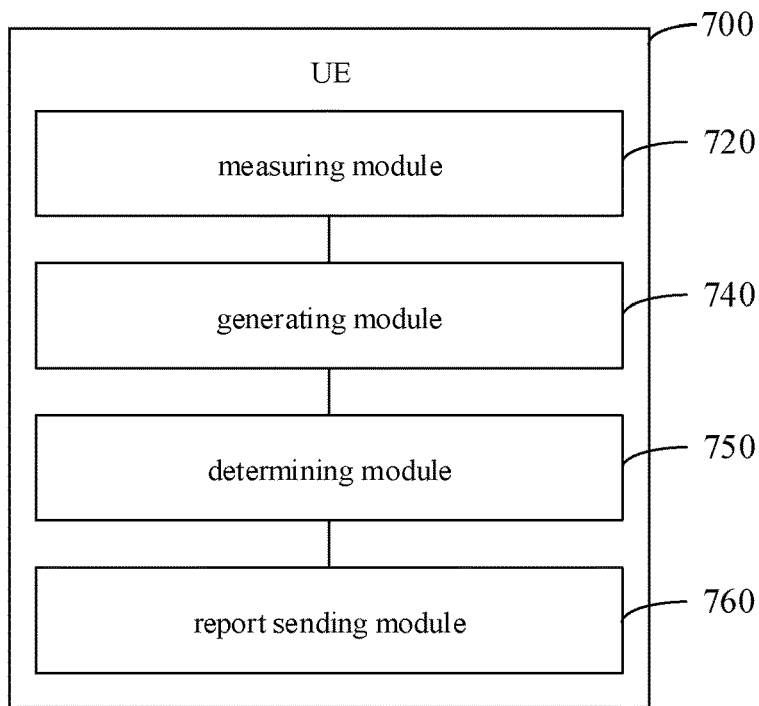 700
UE
measuring module
720
generating module
740
determining module
750
report sending module
760